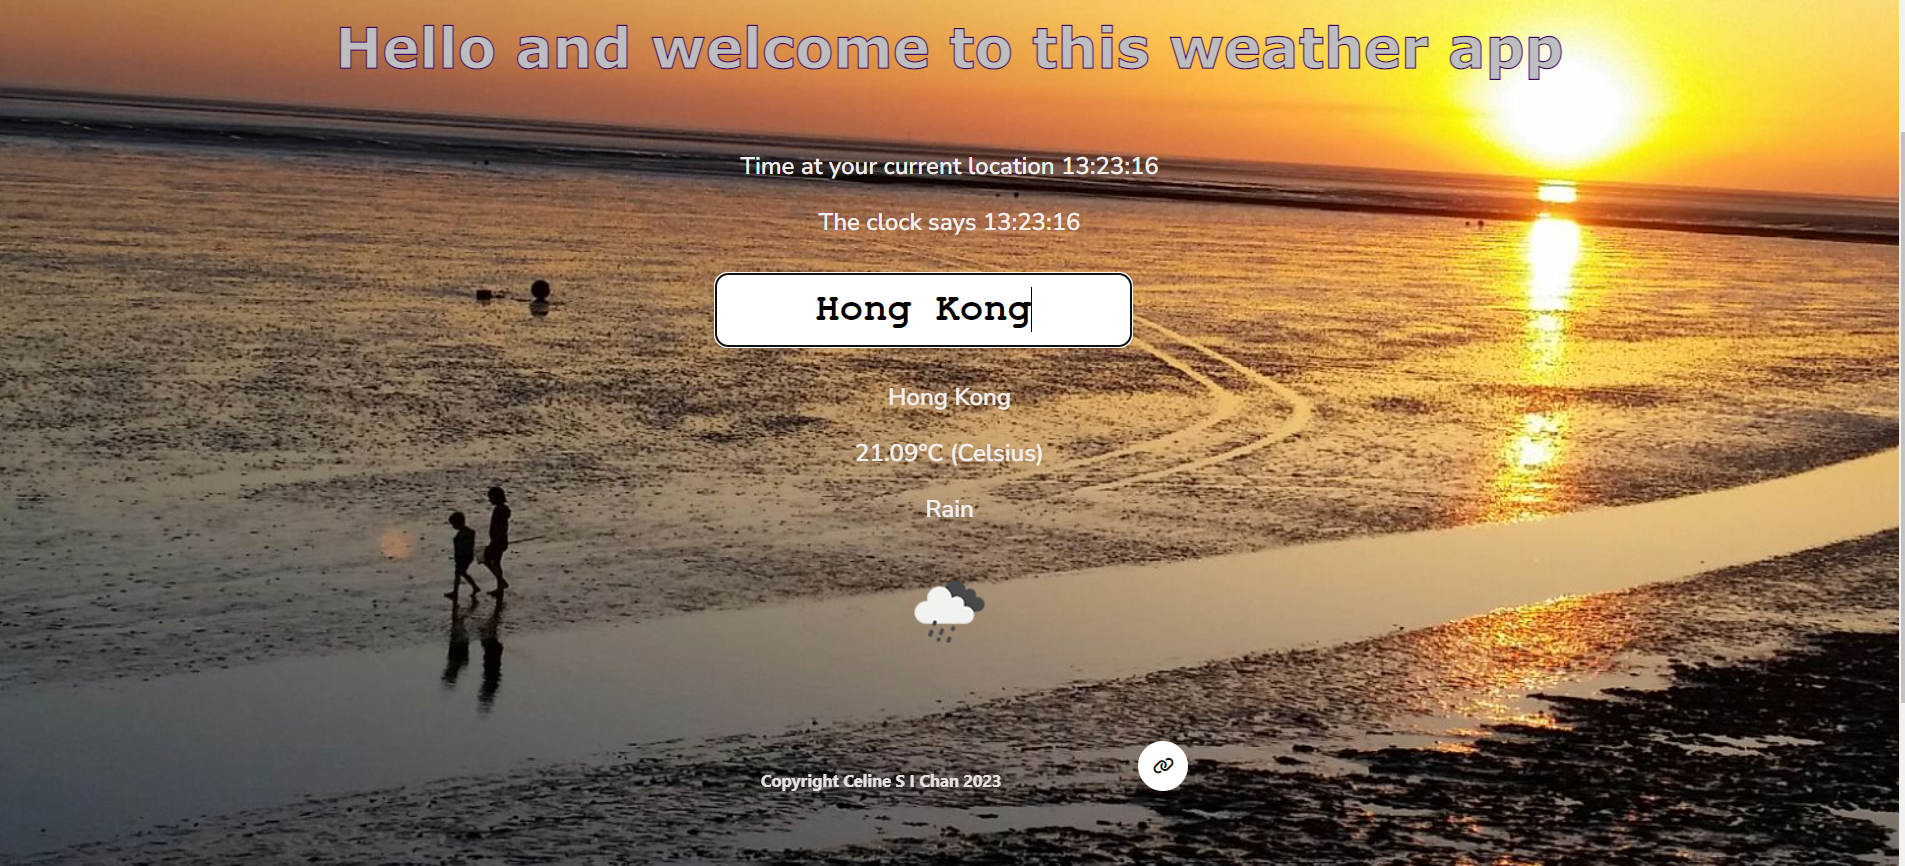 Hello and welcome to this weather app
Time at your current location 13:23:16
The clock says 13:23:16
Hong Kong
Hong Kong
21.09°C (Celsius)
Rain
Copyright Celine S I Chan 2023